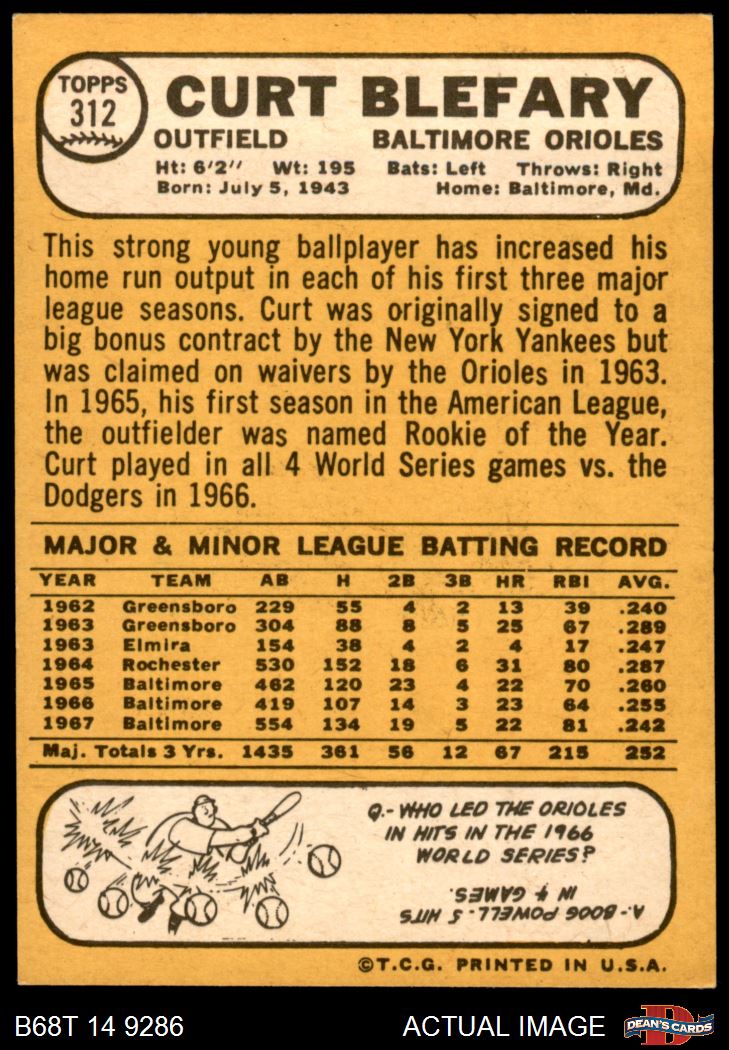 TOPPS
312
CURT BLEFARY
OUTFIELD BALTIMORE ORIOLES
Ht: 6'2" Wt: 195 Bats: Left Throws: Right
Born: July 5, 1943 Home: Baltimore, Md.
This strong young ballplayer has increased his
home run output in each of his first three major
league seasons. Curt was originally signed to a
big bonus contract by the New York Yankees but
was claimed on waivers by the Orioles in 1963.
In 1965, his first season in the American League,
the outfielder was named Rookie of the Year.
Curt played in all 4 World Series games vs. the
Dodgers in 1966.
MAJOR & MINOR LEAGUE BATTING RECORD
YEAR TEAM AB H 2B 3B HR RBI AVG.
1962 Greensboro 229 55 4 2 13 39 .240
1963 Greensboro 304 88 8 5 25 67 .289
1963 Elmira 154 38 4 2 4 17 .247
1964 Rochester 530 152 18 6 31 80 .287
1965 Baltimore 462 120 23 4 22 70 .260
1966 Baltimore 419 107 14 3 23 64 .255
1967 Baltimore 554 134 19 5 22 81 .242
Maj. Totals 3 Yrs. 1435 361 56 12 67 215 252
Q.- WHO LED THE ORIOLES
IN HITS IN THE 1966
WORLD SERIES?
A.- BOOG POWELL - 5 HITS
IN 4 GAMES.
©T.C.G. PRINTED IN U.S.A.
B68T 14 9286 ACTUAL IMAGE
DEAN'S CARDS